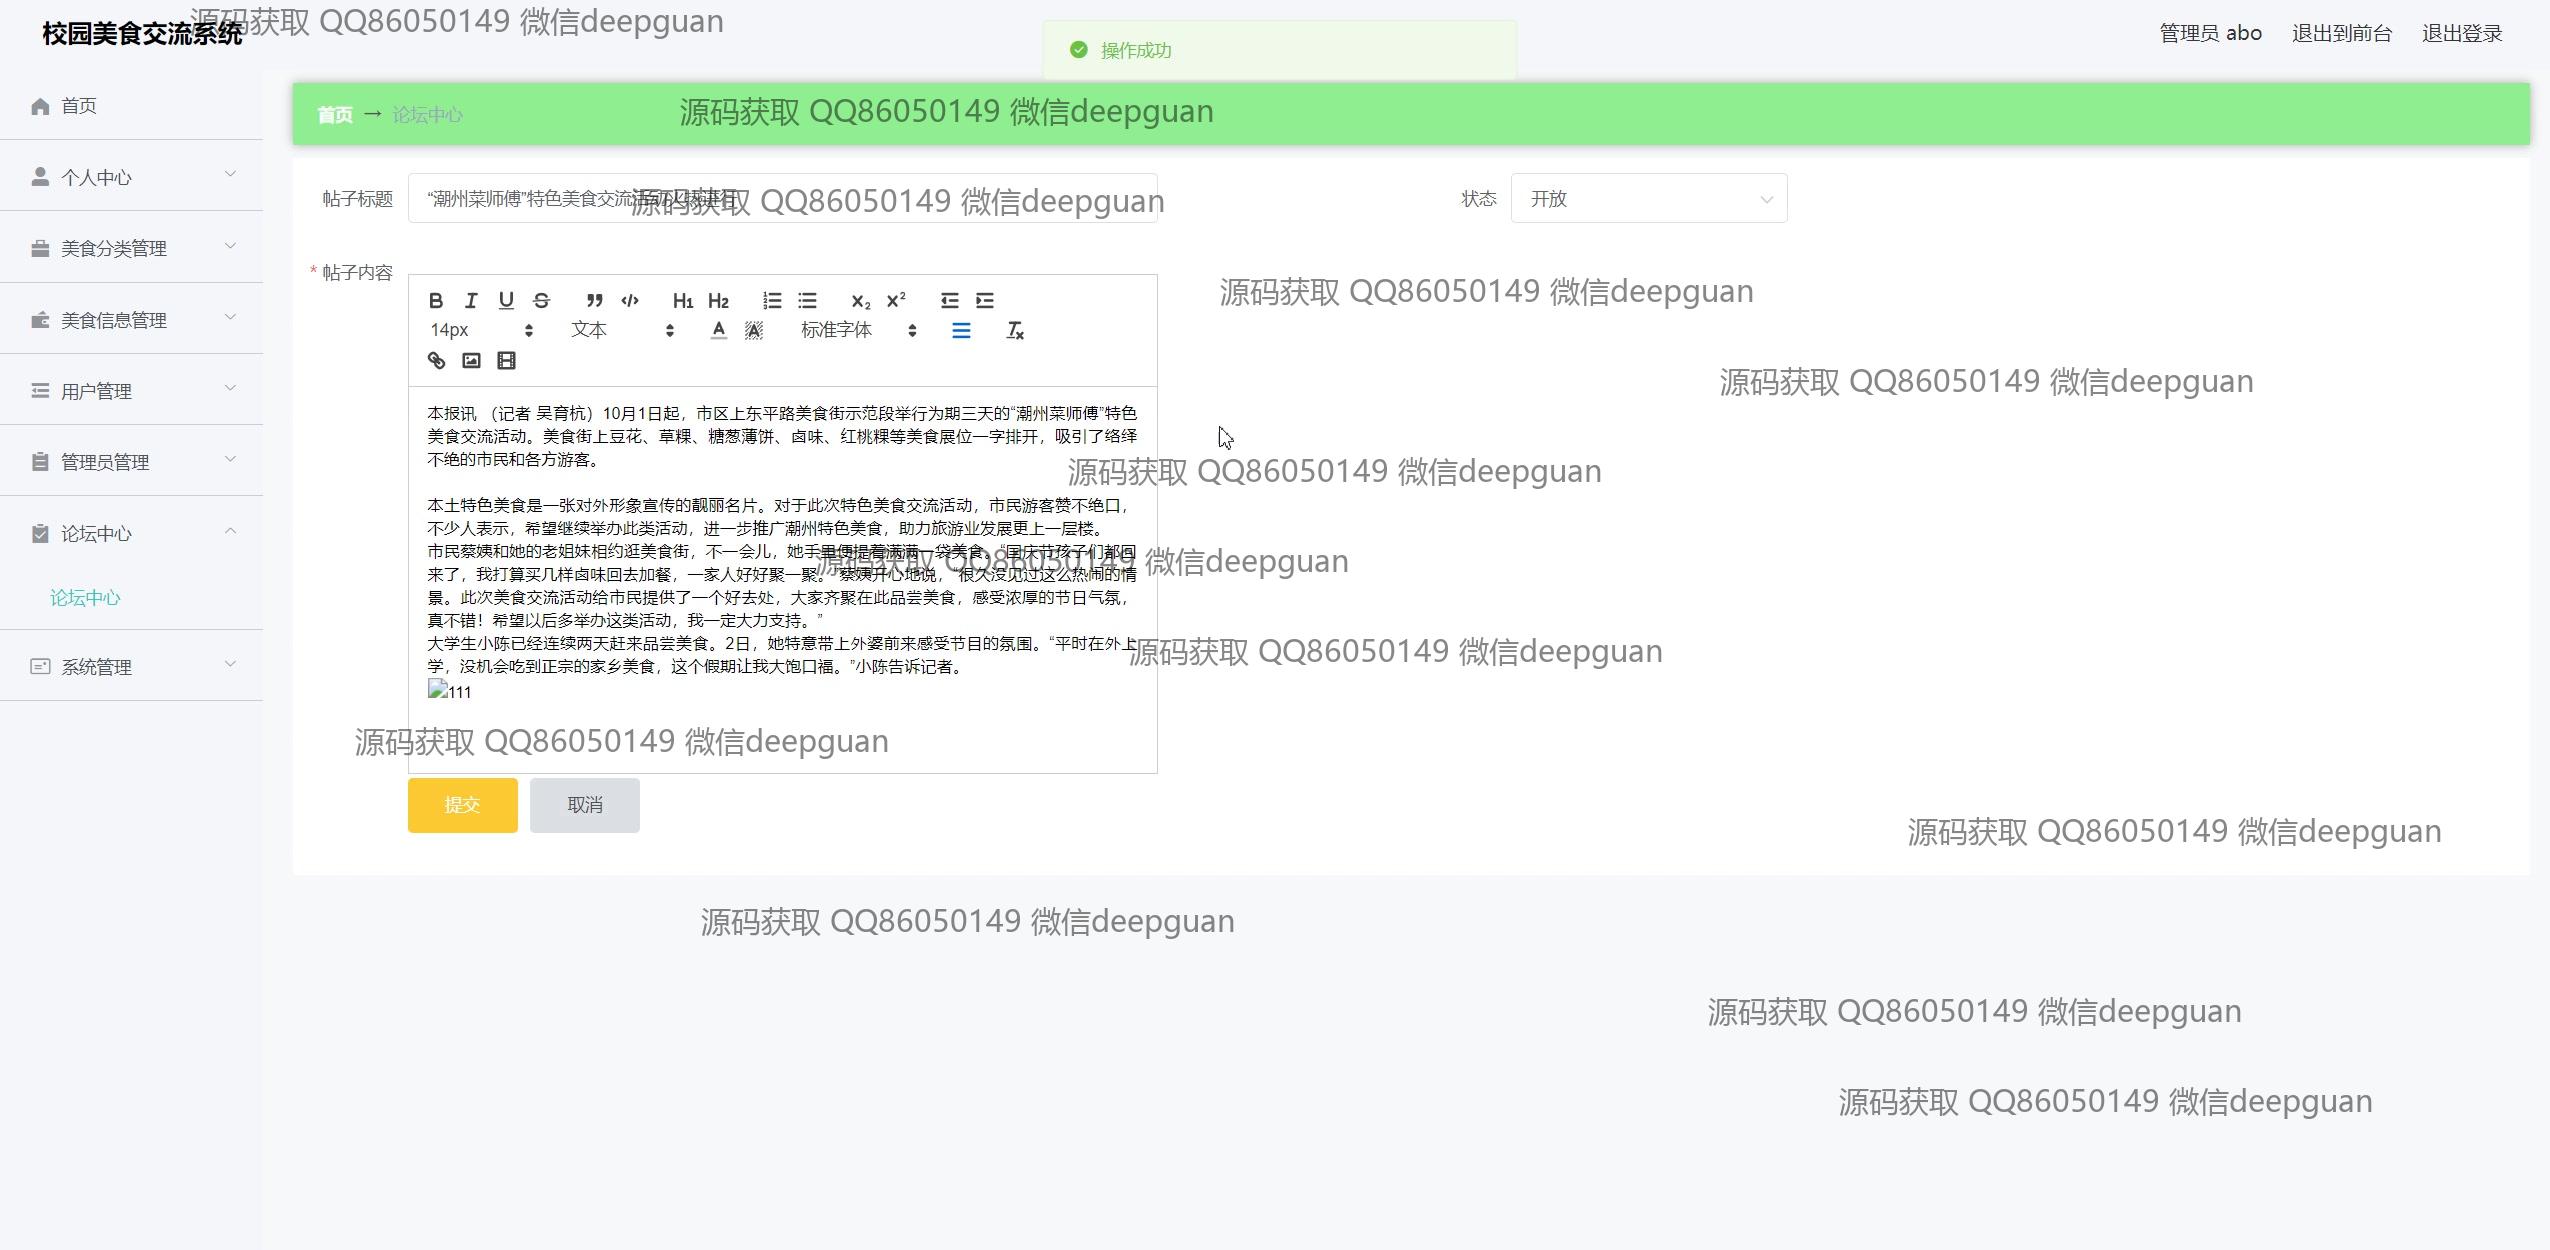 校园美食交流系统
源码获取 QQ86050149 微信deepguan
操作成功
管理员 abo
退出到前台
退出登录
首页
个人中心
美食分类管理
美食信息管理
用户管理
管理员管理
论坛中心
论坛中心
系统管理
首页 → 论坛中心
源码获取 QQ86050149 微信deepguan
帖子标题
“潮州菜师傅”特色美食交流
源码获取 QQ86050149 微信deepguan
状态
开放
源码获取 QQ86050149 微信deepguan
* 帖子内容
B I U S H1 H2 X2 X2
14px
文本
A
A
标准字体
Tx
源码获取 QQ86050149 微信deepguan
本报讯 （记者 吴育杭）10月1日起，市区上东平路美食街示范段举行为期三天的“潮州菜师傅”特色
美食交流活动。美食街上豆花、草粿、糖葱薄饼、卤味、红桃粿等美食展位一字排开，吸引了络绎
不绝的市民和各方游客。
源码获取 QQ86050149 微信deepguan
本土特色美食是一张对外形象宣传的靓丽名片。对于此次特色美食交流活动，市民游客赞不绝口，
不少人表示，希望继续举办此类活动，进一步推广潮州特色美食，助力旅游业发展更上一层楼。
市民蔡姨和她的老姐妹相约逛美食街，不一会儿，她手里便提着满满一袋美食。“国庆节孩子们都回
源码获取 QQ86050149 微信deepguan
来了，我打算买几样卤味回去加餐，一家人好好聚一聚。”蔡姨开心地说，“很久没见过这么热闹的情
景。此次美食交流活动给市民提供了一个好去处，大家齐聚在此品尝美食，感受浓厚的节日气氛，
真不错！希望以后多举办这类活动，我一定大力支持。”
大学生小陈已经连续两天赶来品尝美食。2日，她特意带上外婆前来感受节目的氛围。“平时在外上
源码获取 QQ86050149 微信deepguan
学，没机会吃到正宗的家乡美食，这个假期让我大饱口福。”小陈告诉记者。
111
源码获取 QQ86050149 微信deepguan
提交
取消
源码获取 QQ86050149 微信deepguan
源码获取 QQ86050149 微信deepguan
源码获取 QQ86050149 微信deepguan
源码获取 QQ86050149 微信deepguan